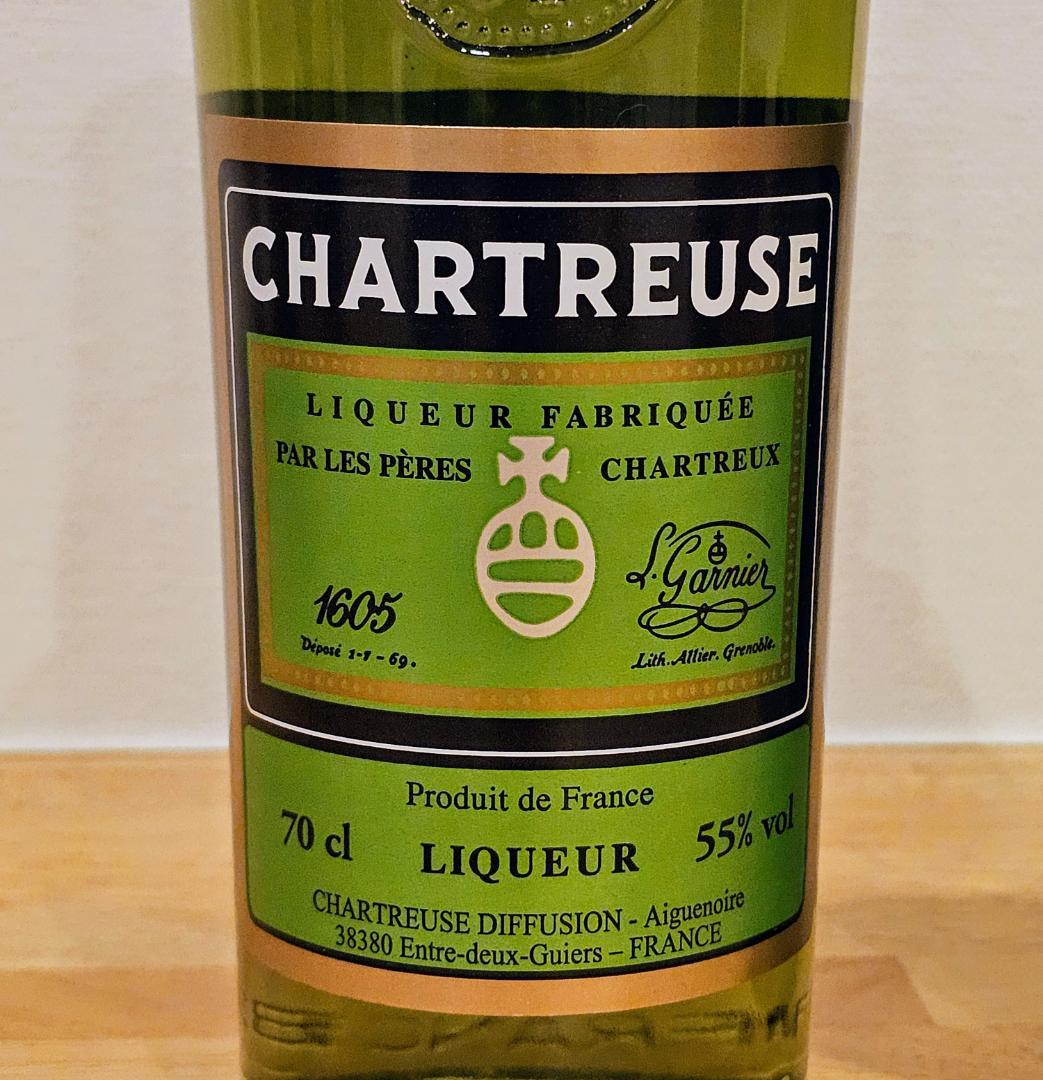 CHARTREUSE
LIQUEUR FABRIQUÉE
PAR LES PÈRES CHARTREUX
L. Garnier
1605
Déposé 1-7-69.
Lith. Allier. Grenoble.
Produit de France
70 cl LIQUEUR 55% vol
CHARTREUSE DIFFUSION - Aiguenoire
38380 Entre-deux-Guiers – FRANCE